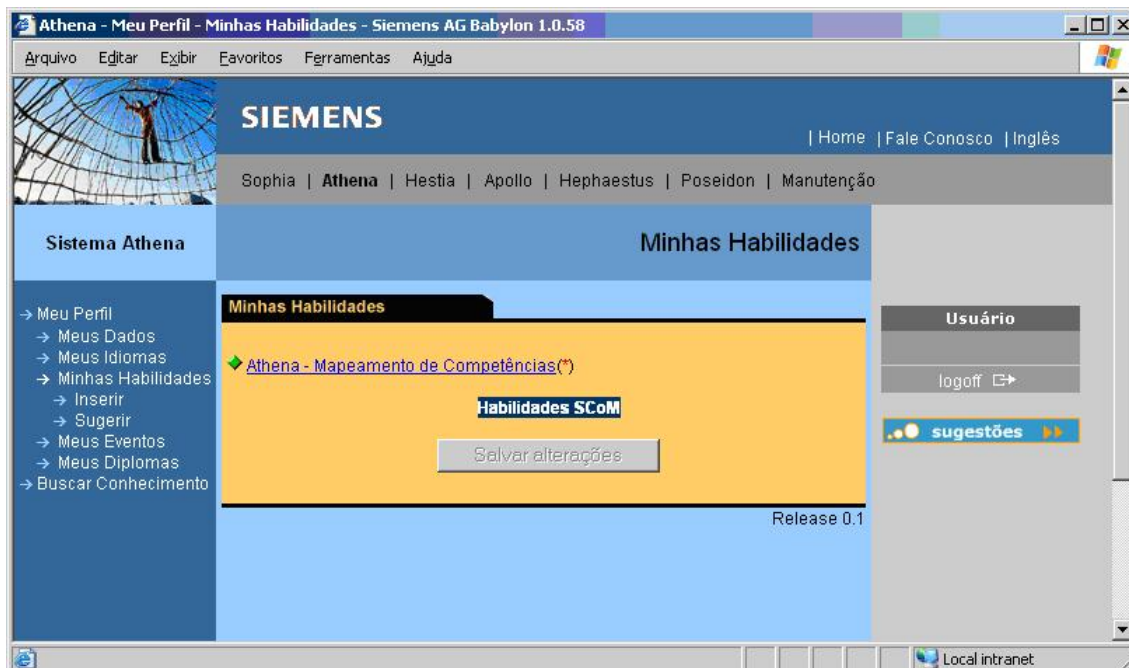 Athena - Meu Perfil - Minhas Habilidades - Siemens AG Babylon 1.0.58
Arquivo Editar Exibir Favoritos Ferramentas Ajuda
SIEMENS
| Home | Fale Conosco | Inglês
Sophia | Athena | Hestia | Apollo | Hephaestus | Poseidon | Manutenção
Sistema Athena
Minhas Habilidades
Meu Perfil
Meus Dados
Meus Idiomas
Minhas Habilidades
Inserir
Sugerir
Meus Eventos
Meus Diplomas
Buscar Conhecimento
Minhas Habilidades
Athena - Mapeamento de Competências(*)
Habilidades SCoM
Salvar alterações
Release 0.1
Usuário
logoff
sugestões
Local intranet